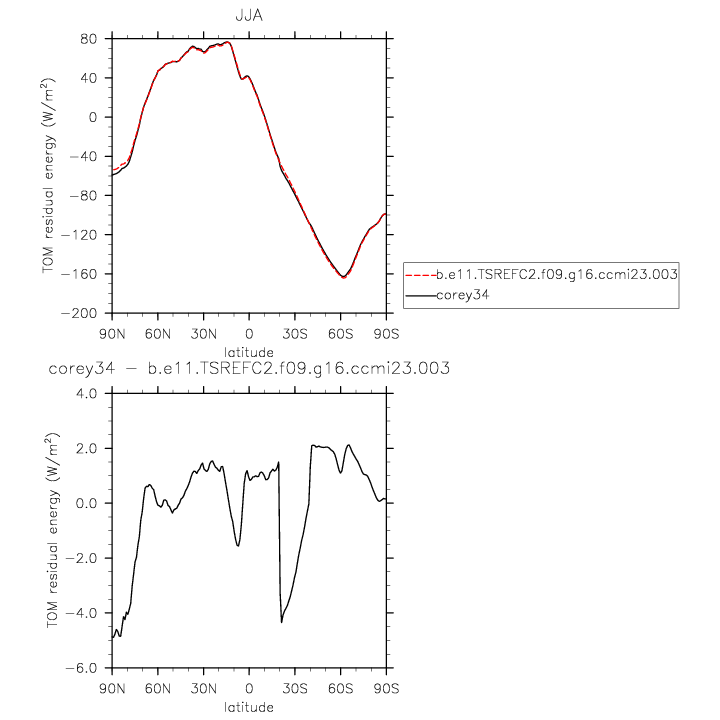 JJA
80
40
0
−40
−80
−120
−160
−200
TOM residual energy (W/m²)
90N 60N 30N 0 30S 60S 90S
latitude
b.e11.TSREFC2.f09.g16.ccmi23.003
corey34
corey34 − b.e11.TSREFC2.f09.g16.ccmi23.003
4.0
2.0
0.0
−2.0
−4.0
−6.0
TOM residual energy (W/m²)
90N 60N 30N 0 30S 60S 90S
latitude